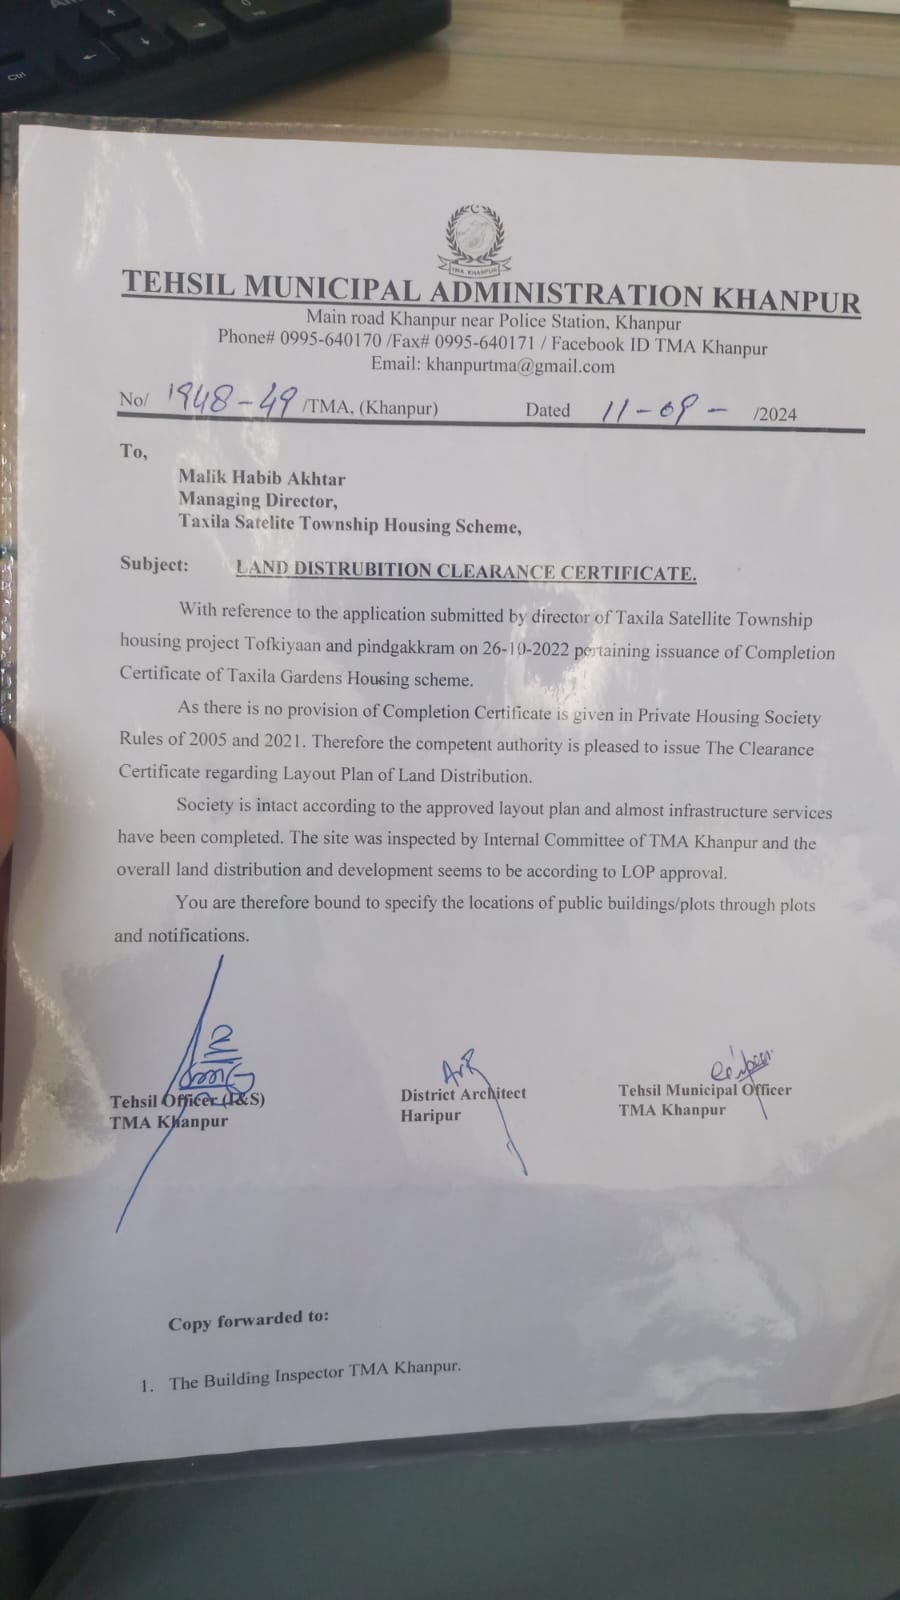 Ctrl
TMA KHANPUR
TEHSIL MUNICIPAL ADMINISTRATION KHANPUR
Main road Khanpur near Police Station, Khanpur
Phone# 0995-640170 /Fax# 0995-640171 / Facebook ID TMA Khanpur
Email: khanpurtma@gmail.com
No/ 1948-49 /TMA, (Khanpur) Dated 11-09- /2024
To,
Malik Habib Akhtar
Managing Director,
Taxila Satelite Township Housing Scheme,
Subject: LAND DISTRUBITION CLEARANCE CERTIFICATE.
With reference to the application submitted by director of Taxila Satellite Township
housing project Tofkiyaan and pindgakkram on 26-10-2022 pertaining issuance of Completion
Certificate of Taxila Gardens Housing scheme.
As there is no provision of Completion Certificate is given in Private Housing Society
Rules of 2005 and 2021. Therefore the competent authority is pleased to issue The Clearance
Certificate regarding Layout Plan of Land Distribution.
Society is intact according to the approved layout plan and almost infrastructure services
have been completed. The site was inspected by Internal Committee of TMA Khanpur and the
overall land distribution and development seems to be according to LOP approval.
You are therefore bound to specify the locations of public buildings/plots through plots
and notifications.
Tehsil Officer (I&S)
TMA Khanpur
District Architect
Haripur
Tehsil Municipal Officer
TMA Khanpur
Copy forwarded to:
1. The Building Inspector TMA Khanpur.